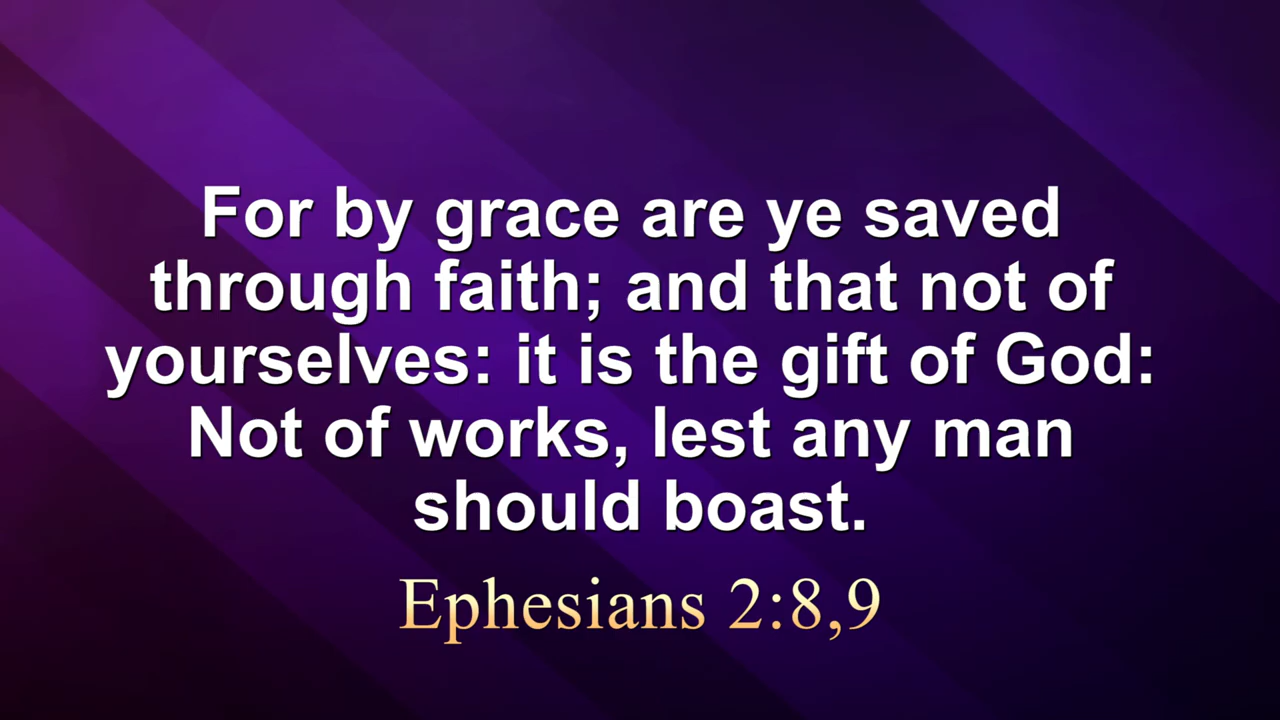 For by grace are ye saved
through faith; and that not of
yourselves: it is the gift of God:
Not of works, lest any man
should boast.
Ephesians 2:8,9